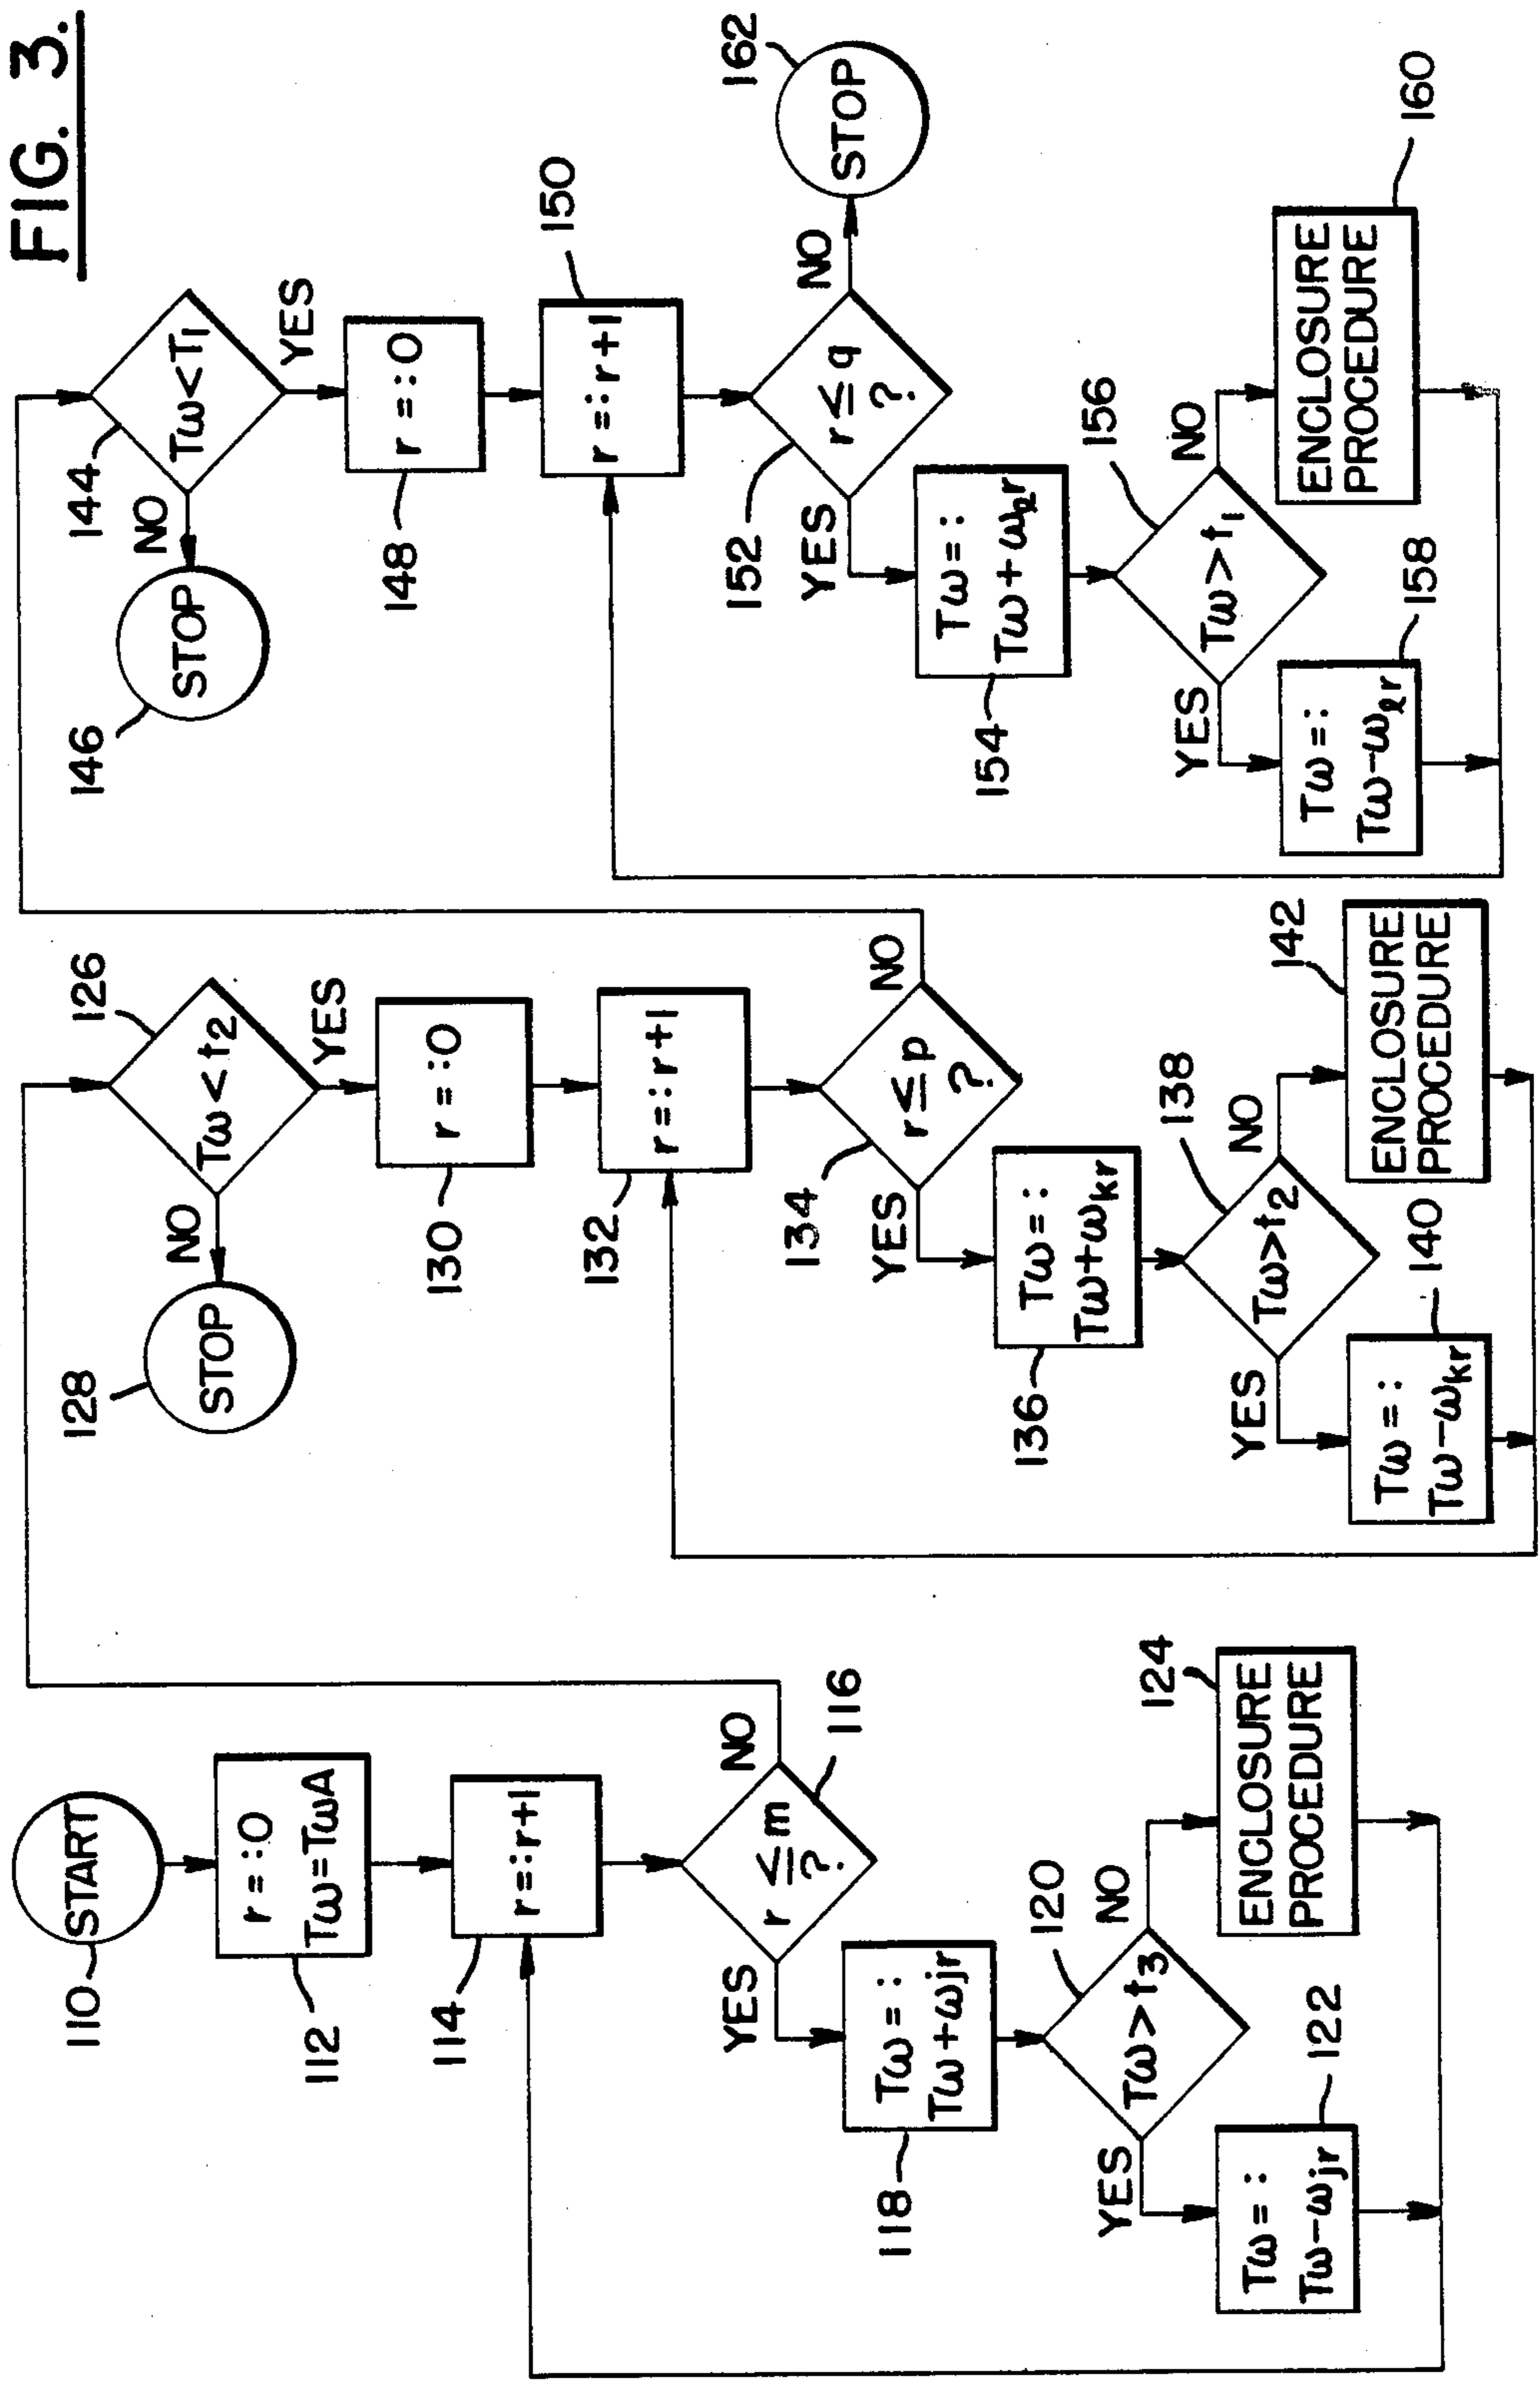 FIG. 3.
START
110
r =:0
Tω=TωA
112
r=:r+1
114
r ≤ m
?
116
NO
YES
Tω=:
Tω+ωjr
118
Tω>t3
120
YES
NO
Tω=:
Tω-ωjr
122
ENCLOSURE
PROCEDURE
124
Tω<t2
126
NO
YES
STOP
128
r =:0
130
r=:r+1
132
r≤p
?
134
NO
YES
Tω=:
Tω+ωkr
136
Tω>t2
138
YES
NO
Tω=:
Tω-ωkr
140
ENCLOSURE
PROCEDURE
142
Tω<T1
144
NO
YES
STOP
146
r =:0
148
r=:r+1
150
r≤q
?
152
NO
STOP
162
YES
Tω=:
Tω+ωℓr
154
Tω>t1
156
YES
NO
Tω=:
Tω-ωℓr
158
ENCLOSURE
PROCEDURE
160